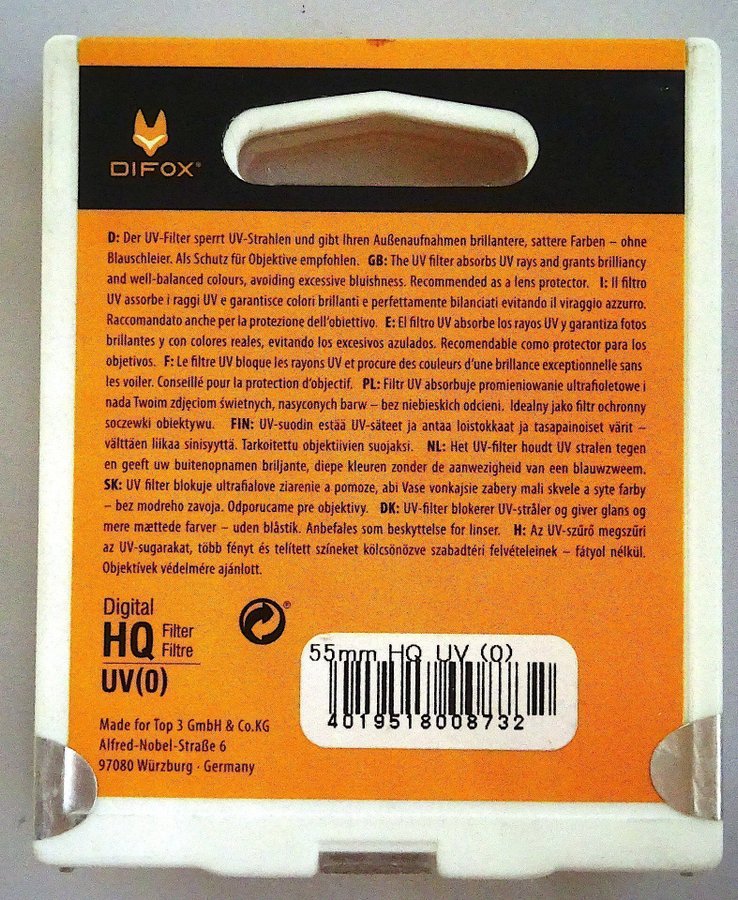 DIFOX®
D: Der UV-Filter sperrt UV-Strahlen und gibt Ihren Außenaufnahmen brillantere, sattere Farben – ohne
Blauschleier. Als Schutz für Objektive empfohlen. GB: The UV filter absorbs UV rays and grants brilliancy
and well-balanced colours, avoiding excessive bluishness. Recommended as a lens protector. I: Il filtro
UV assorbe i raggi UV e garantisce colori brillanti e perfettamente bilanciati evitando il viraggio azzurro.
Raccomandato anche per la protezione dell'obiettivo. E: El filtro UV absorbe los rayos UV y garantiza fotos
brillantes y con colores reales, evitando los excesivos azulados. Recomendable como protector para los
objetivos. F: Le filtre UV bloque les rayons UV et procure des couleurs d'une brillance exceptionnelle sans
les voiler. Conseillé pour la protection d'objectif. PL: Filtr UV absorbuje promieniowanie ultrafioletowe i
nada Twoim zdjęciom świetnych, nasyconych barw – bez niebieskich odcieni. Idealny jako filtr ochronny
soczewki obiektywu. FIN: UV-suodin estää UV-säteet ja antaa loistokkaat ja tasapainoiset värit –
välttäen liikaa sinisyyttä. Tarkoitettu objektiivien suojaksi. NL: Het UV-filter houdt UV stralen tegen
en geeft uw buitenopnamen briljante, diepe kleuren zonder de aanwezigheid van een blauwzweem.
SK: UV filter blokuje ultrafialove ziarenie a pomoze, abi Vase vonkajsie zabery mali skvele a syte farby
– bez modreho zavoja. Odporucame pre objektivy. DK: UV-filter blokerer UV-stråler og giver glans og
mere mættede farver – uden blåstik. Anbefales som beskyttelse for linser. H: Az UV-szűrő megszűri
az UV-sugarakat, több fényt és telített színeket kölcsönözve szabadtéri felvételeinek – fátyol nélkül.
Objektívek védelmére ajánlott.
Digital
HQ Filter
Filtre
UV(0)
®
55mm HQ UV (0)
4019518008732
Made for Top 3 GmbH & Co.KG
Alfred-Nobel-Straße 6
97080 Würzburg · Germany